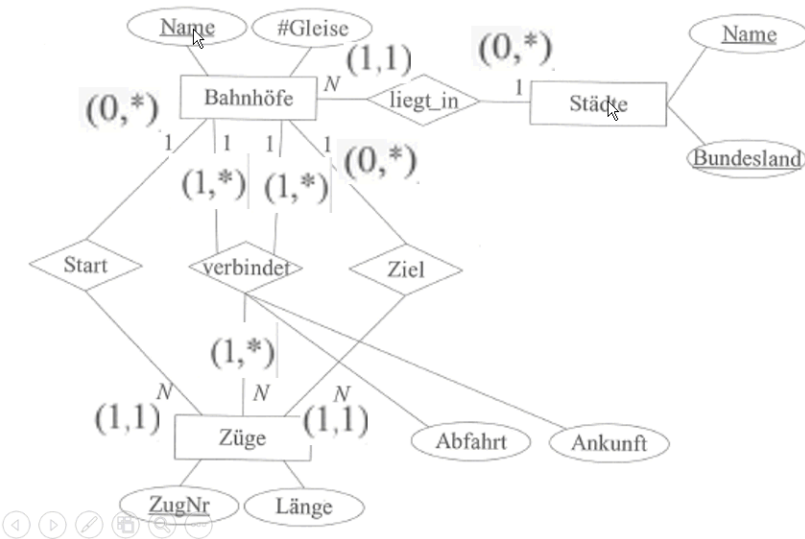 Name
#Gleise
Name
(1,1)
(0,*)
N
1
Bahnhöfe
liegt_in
Städte
(0,*)
1
1
1
1
(0,*)
Bundesland
(1,*)
(1,*)
Start
verbindet
Ziel
(1,*)
N
N
N
(1,1)
(1,1)
Züge
Abfahrt
Ankunft
ZugNr
Länge